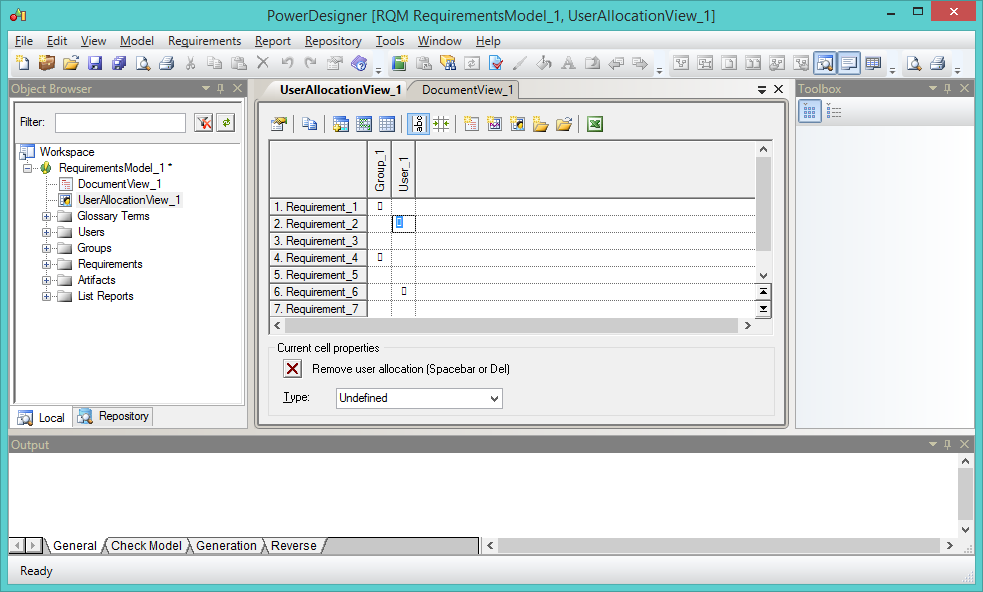 PowerDesigner [RQM RequirementsModel_1, UserAllocationView_1]
File Edit View Model Requirements Report Repository Tools Window Help
Object Browser
Filter:
Workspace
RequirementsModel_1 *
DocumentView_1
UserAllocationView_1
Glossary Terms
Users
Groups
Requirements
Artifacts
List Reports
Local Repository
UserAllocationView_1 DocumentView_1
abc
Group_1
User_1
1. Requirement_1
2. Requirement_2
3. Requirement_3
4. Requirement_4
5. Requirement_5
6. Requirement_6
7. Requirement_7
Current cell properties
Remove user allocation (Spacebar or Del)
Type: Undefined
Toolbox
Output
General Check Model Generation Reverse
Ready